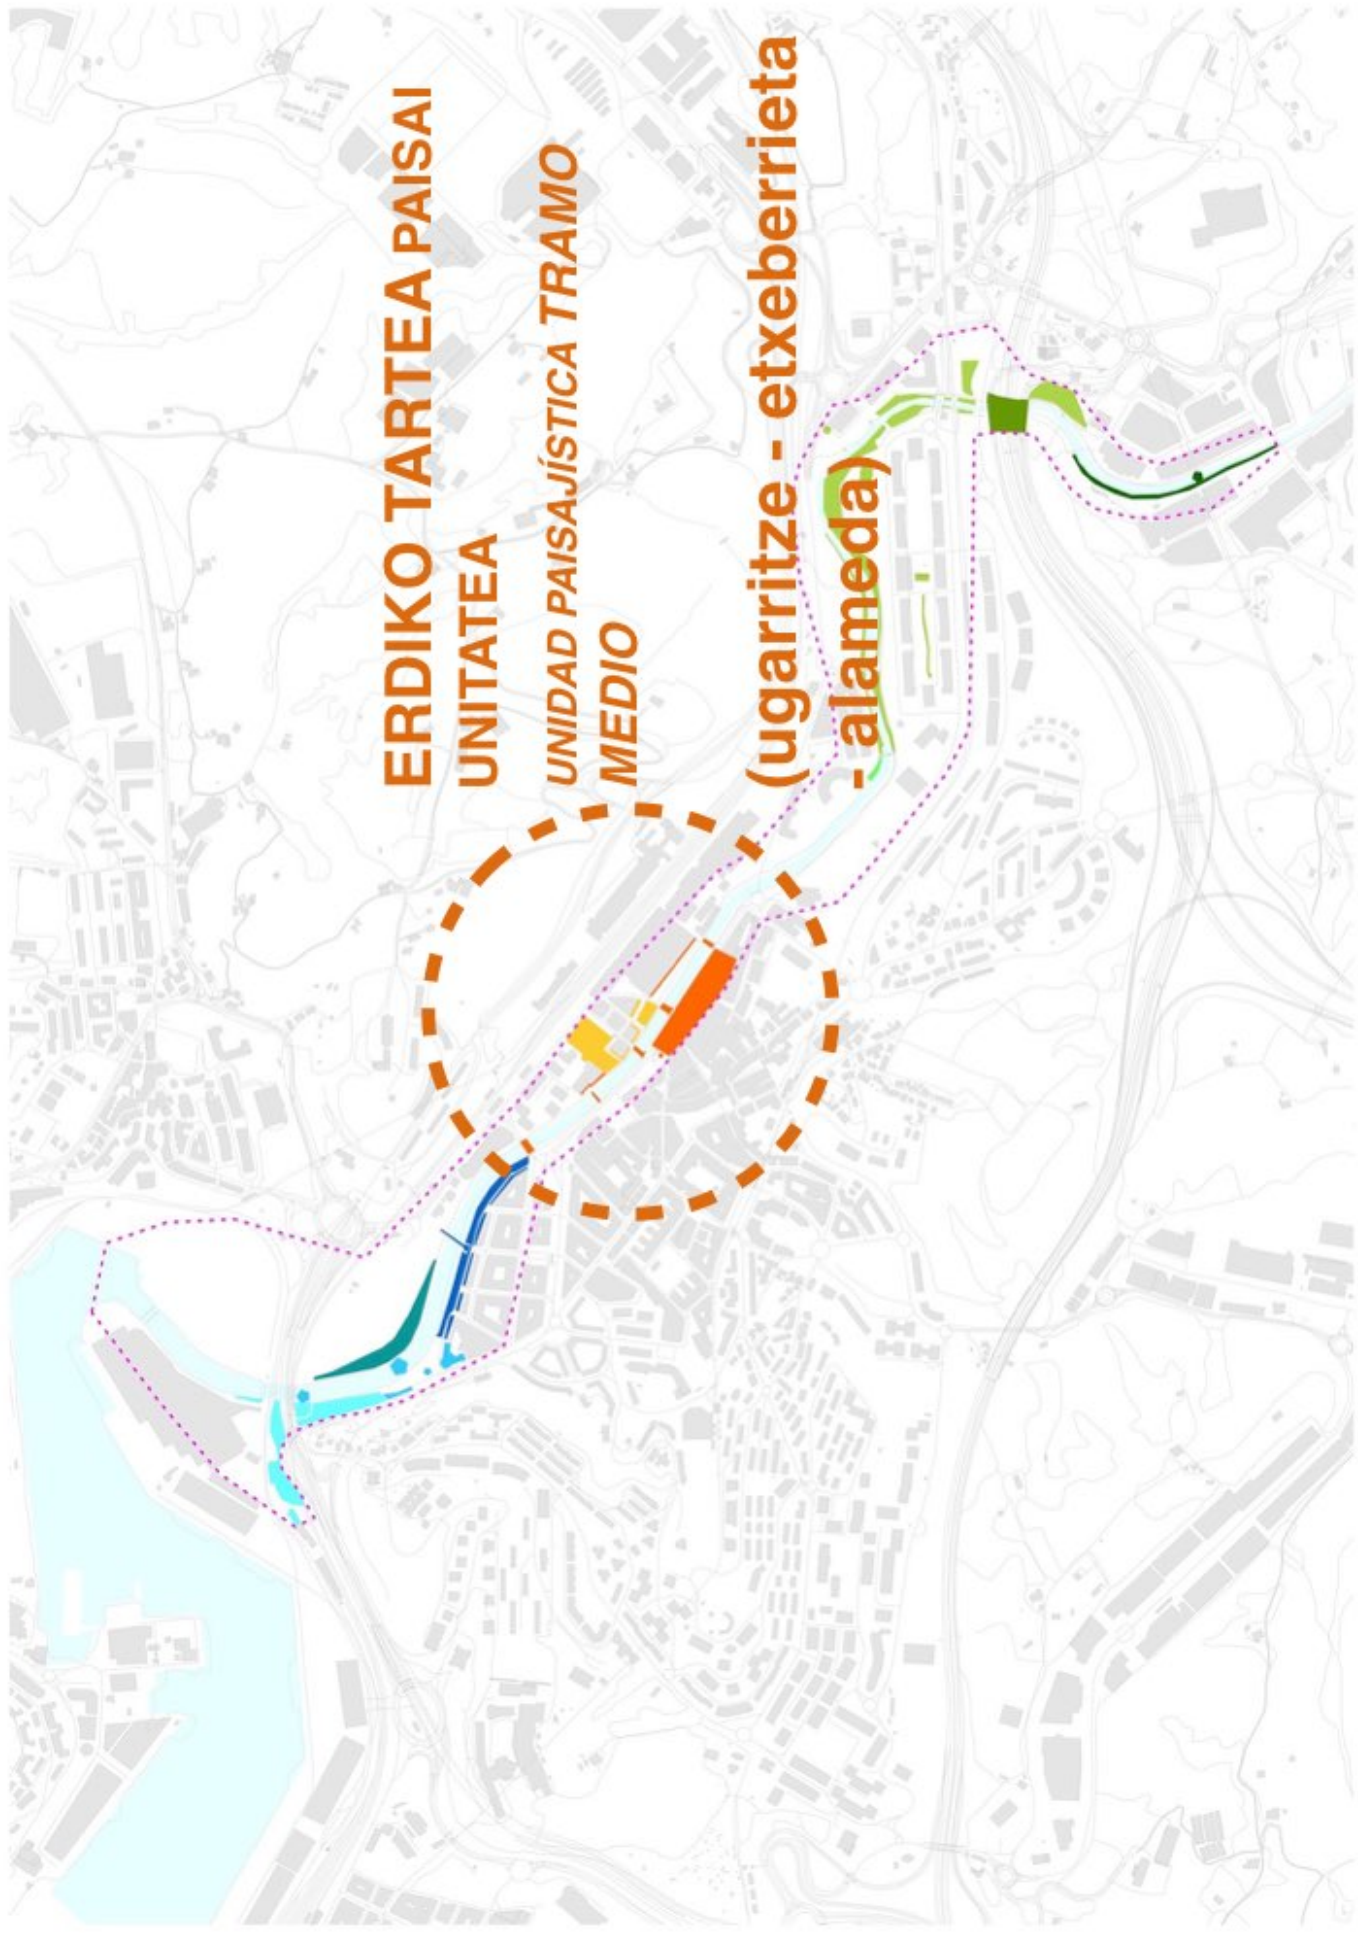 ERDIKO TARTEA PAISAI
UNITATEA
UNIDAD PAISAJÍSTICA TRAMO
MEDIO
(ugarritze - etxeberrieta
- alameda)